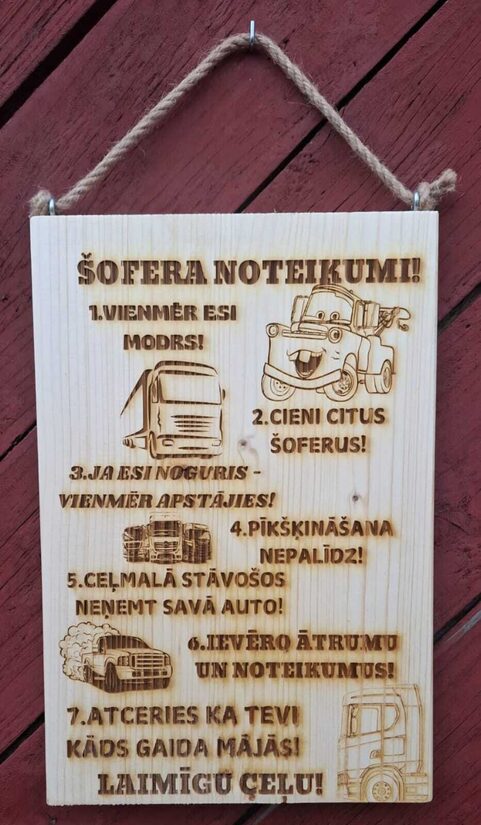 ŠOFERA NOTEIKUMI!
1.VIENMĒR ESI
MODRS!
2.CIENI CITUS
ŠOFERUS!
3.JA ESI NOGURIS -
VIENMĒR APSTĀJIES!
4.PĪKŠĶINĀŠANA
NEPALĪDZ!
5.CEĻMALĀ STĀVOŠOS
NEŅEMT SAVĀ AUTO!
6.IEVĒRO ĀTRUMU
UN NOTEIKUMUS!
7.ATCERIES KA TEVI
KĀDS GAIDA MĀJĀS!
LAIMĪGU ÇEĻU!